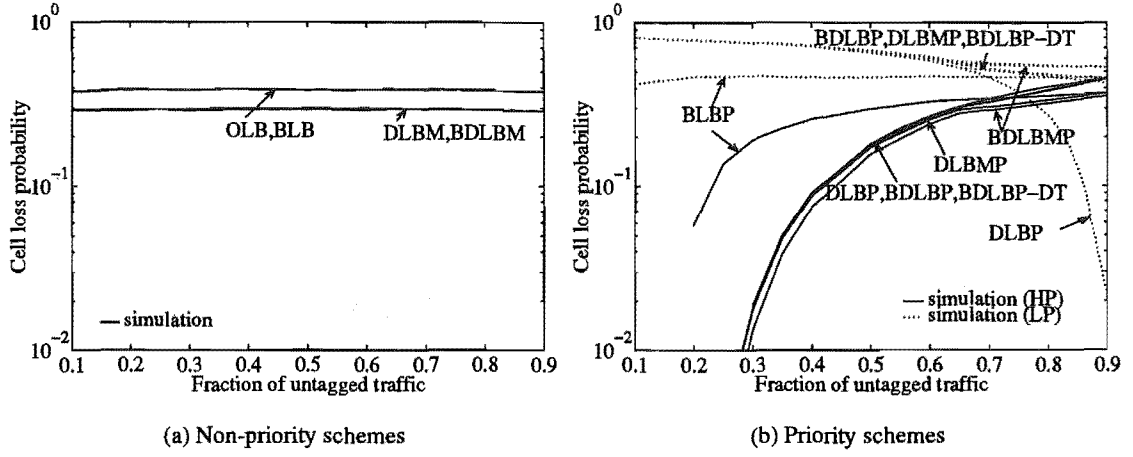 10^0
10^-1
10^-2
Cell loss probability
OLB,BLB
DLBM,BDLBM
simulation
0.1 0.2 0.3 0.4 0.5 0.6 0.7 0.8 0.9
Fraction of untagged traffic
(a) Non-priority schemes
10^0
10^-1
10^-2
Cell loss probability
BDLBP,DLBMP,BDLBP-DT
BLBP
BDLBMP
DLBMP
DLBP,BDLBP,BDLBP-DT
DLBP
simulation (HP)
simulation (LP)
0.1 0.2 0.3 0.4 0.5 0.6 0.7 0.8 0.9
Fraction of untagged traffic
(b) Priority schemes